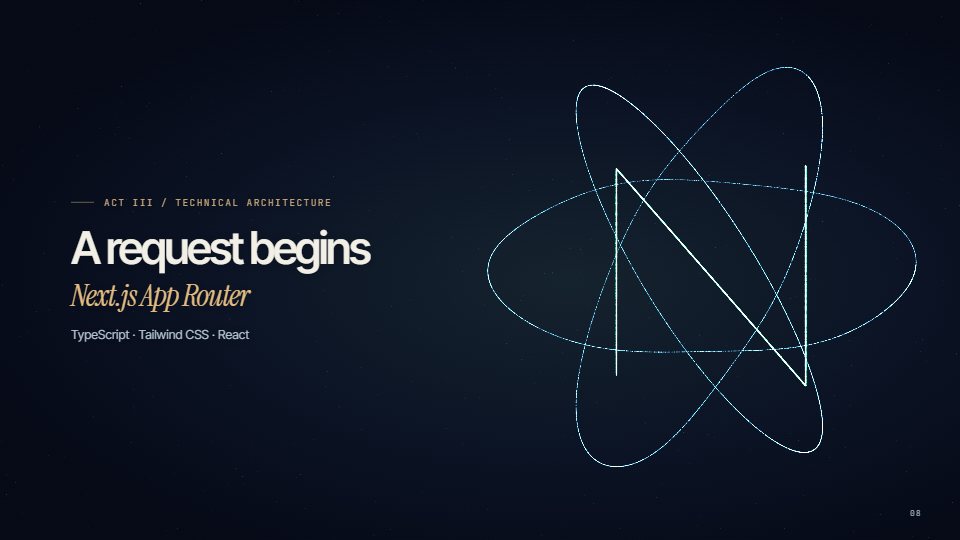 ACT III / TECHNICAL ARCHITECTURE
A request begins
Next.js App Router
TypeScript · Tailwind CSS · React
N
08